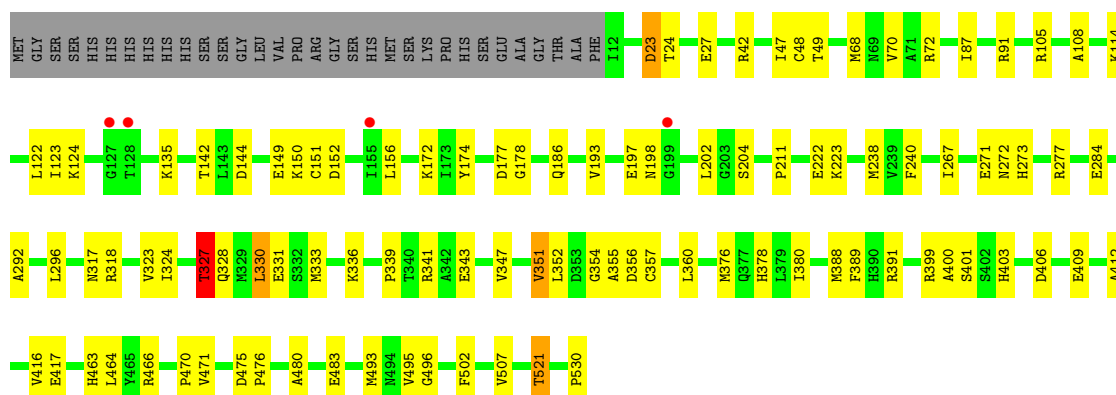 MET GLY SER SER HIS HIS HIS HIS HIS HIS SER SER GLY LEU VAL PRO ARG GLY SER HIS MET SER LYS PRO HIS SER GLU ALA GLY THR ALA PHE I12 D23 T24 E27 R42 I47 C48 T49 M68 N69 V70 A71 R72 I87 R91 R105 A108 K114
L122 I123 K124 G127 T128 K135 T142 L143 D144 E149 K150 C151 D152 I155 L156 K172 I173 Y174 D177 G178 Q186 V193 E197 N198 G199 L202 G203 S204 P211 E222 K223 M238 V239 F240 I267 E271 N272 H273 R277 E284
A292 L296 N317 R318 V323 I324 T327 Q328 M329 L330 E331 S332 M333 K336 P339 T340 R341 A342 E343 V347 V351 L352 D353 G354 A355 D356 C357 L360 M376 Q377 H378 L379 I380 M388 F389 H390 R391 R399 A400 S401 S402 H403 D406 E409
V416 E417 H463 L464 Y465 R466 P470 V471 D475 P476 A480 E483 M493 N494 V495 G496 F502 V507 T521 P530